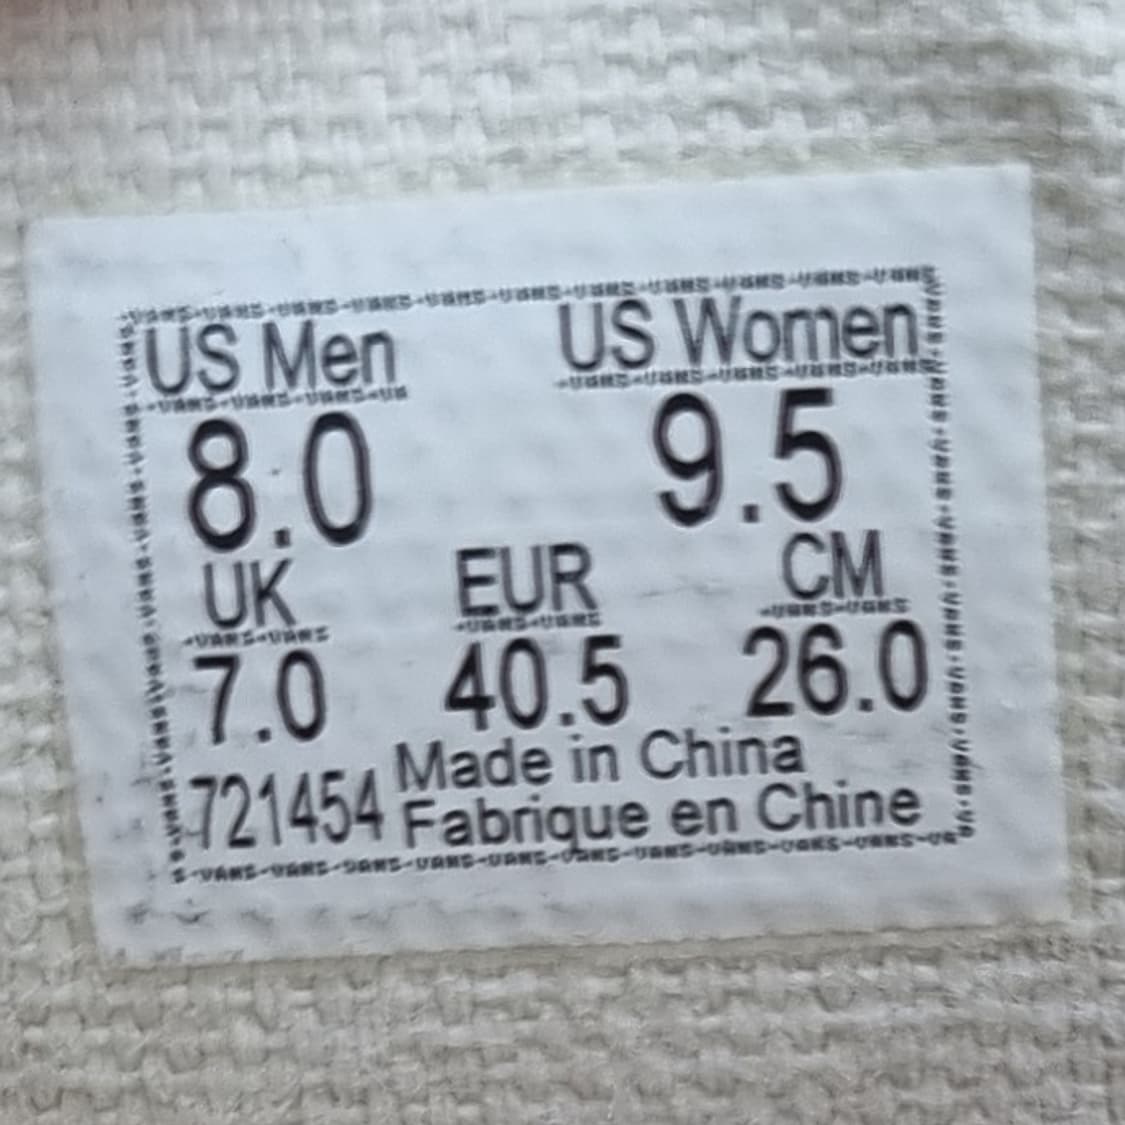 US Men US Women
8.0 9.5
UK EUR CM
7.0 40.5 26.0
721454 Made in China
Fabrique en Chine